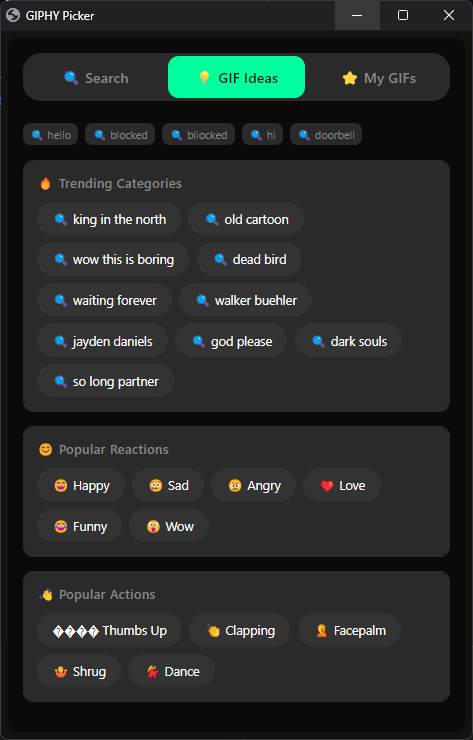 GIPHY Picker
🔍 Search 💡 GIF Ideas ⭐ My GIFs
🔍 hello 🔍 blocked 🔍 bliocked 🔍 hi 🔍 doorbell
🔥 Trending Categories
🔍 king in the north 🔍 old cartoon
🔍 wow this is boring 🔍 dead bird
🔍 waiting forever 🔍 walker buehler
🔍 jayden daniels 🔍 god please 🔍 dark souls
🔍 so long partner
😊 Popular Reactions
😄 Happy 😢 Sad 😠 Angry ❤️ Love
😂 Funny 😲 Wow
👋 Popular Actions
���� Thumbs Up 👏 Clapping 🤦 Facepalm
🤷 Shrug 💃 Dance